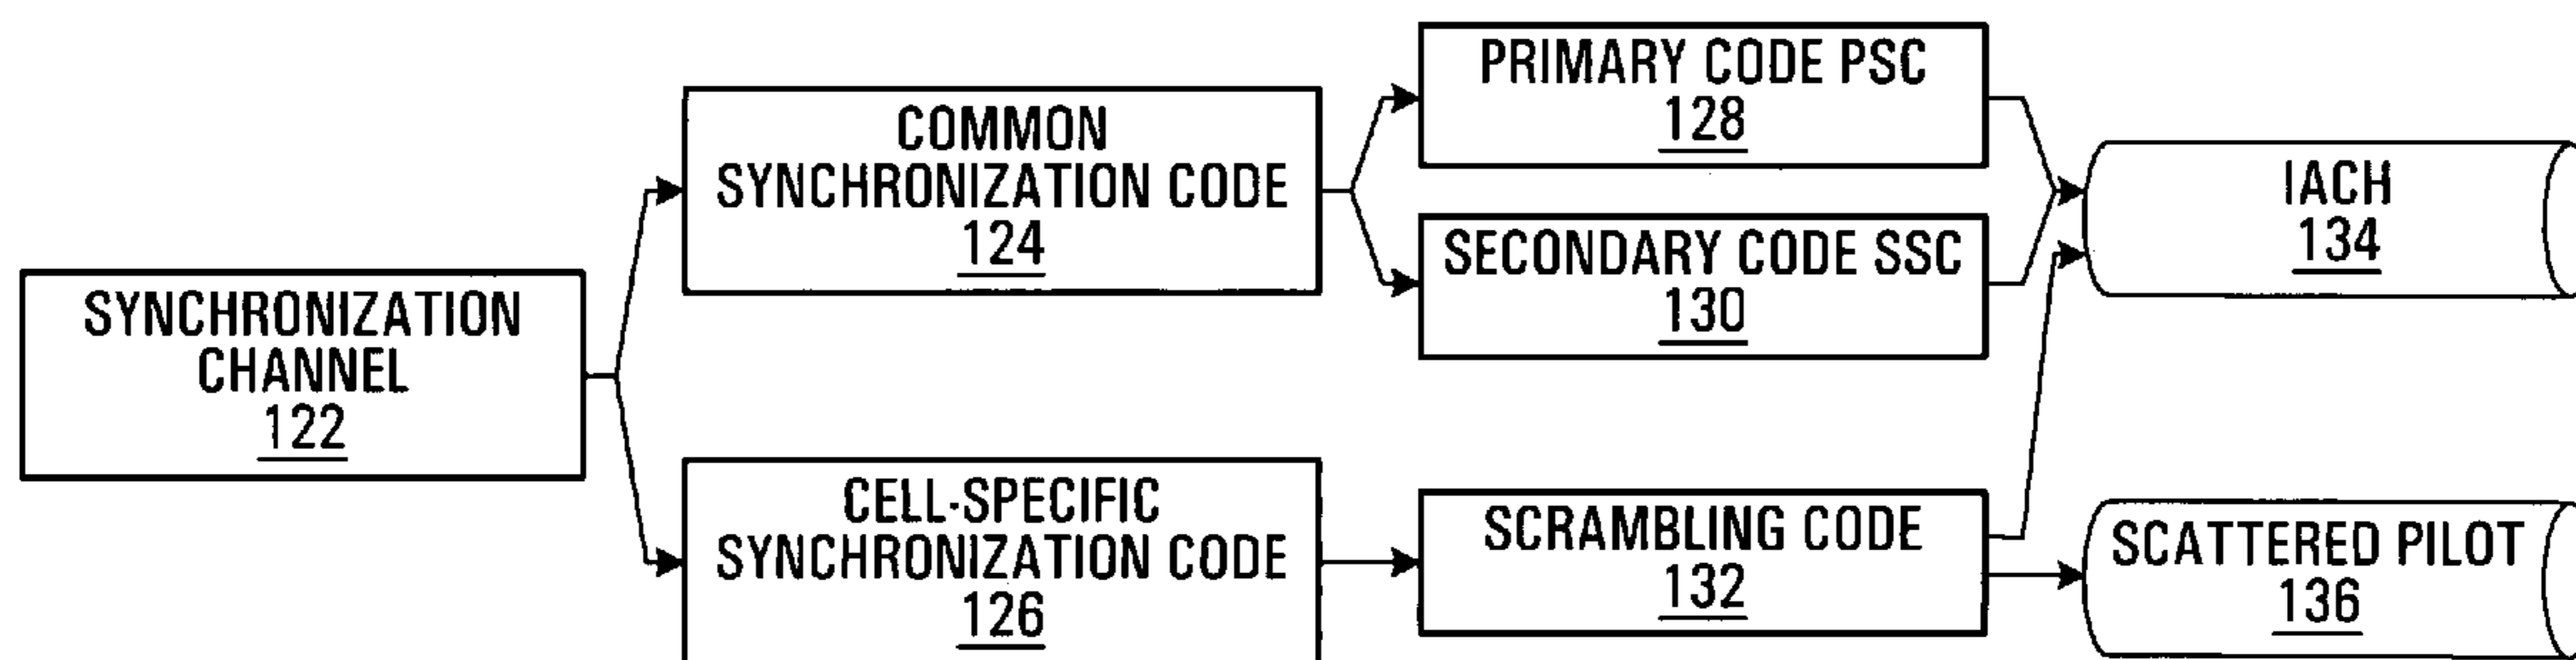 SYNCHRONIZATION
CHANNEL
122
COMMON
SYNCHRONIZATION CODE
124
CELL-SPECIFIC
SYNCHRONIZATION CODE
126
PRIMARY CODE PSC
128
SECONDARY CODE SSC
130
SCRAMBLING CODE
132
IACH
134
SCATTERED PILOT
136